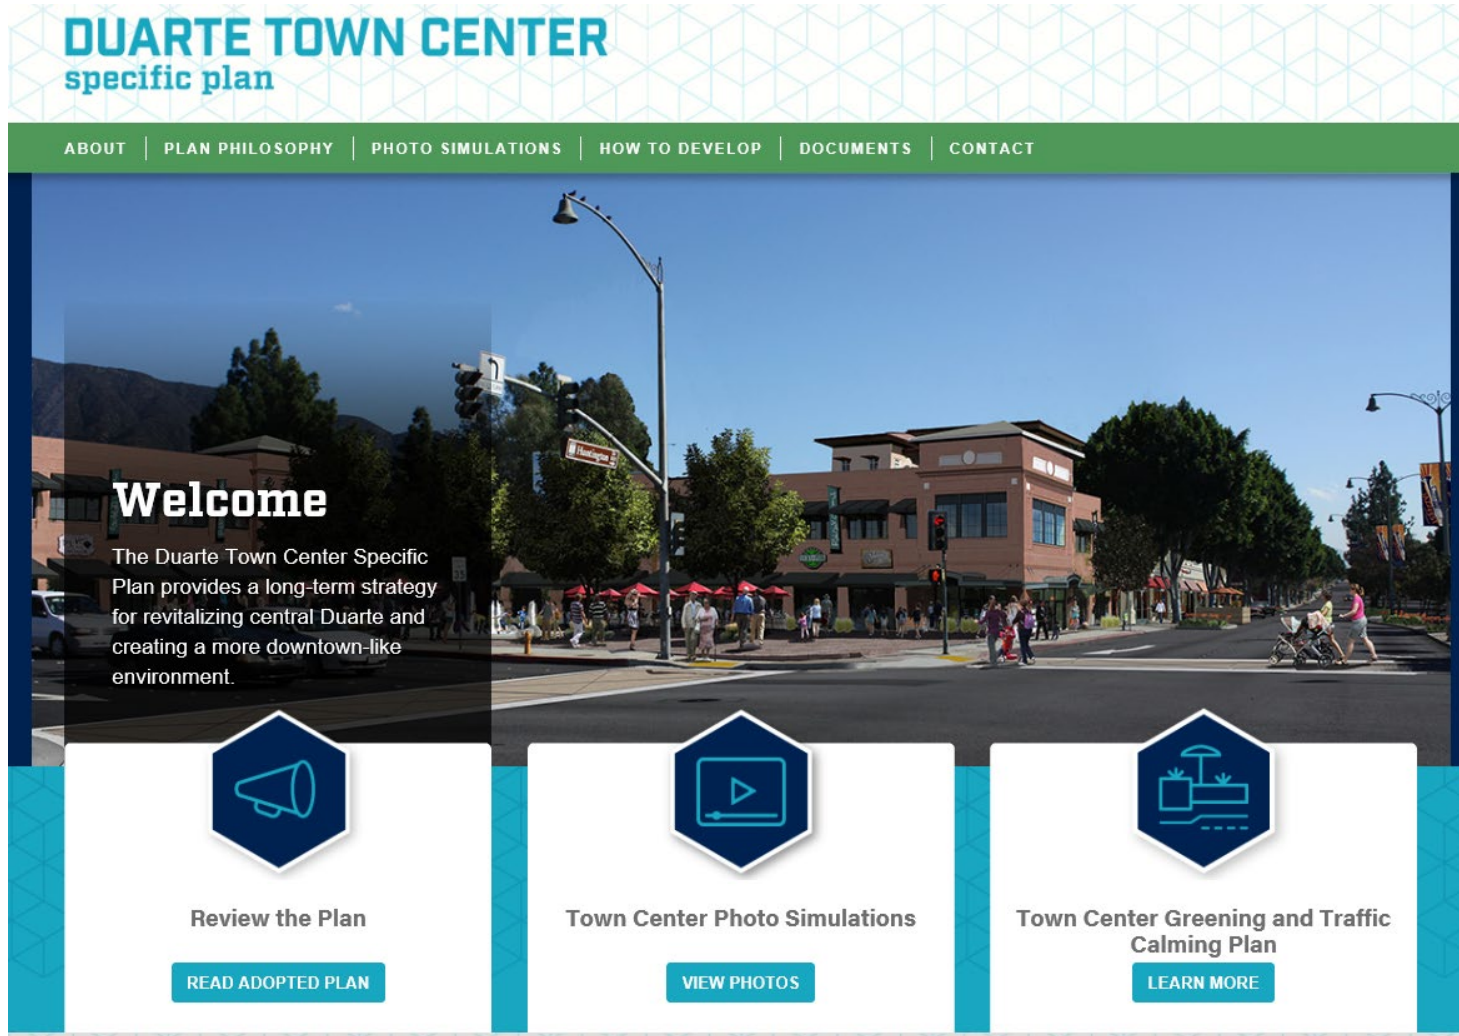 DUARTE TOWN CENTER
specific plan
ABOUT
PLAN PHILOSOPHY
PHOTO SIMULATIONS
HOW TO DEVELOP
DOCUMENTS
CONTACT
Huntington
Welcome
The Duarte Town Center Specific
Plan provides a long-term strategy
for revitalizing central Duarte and
creating a more downtown-like
environment.
Review the Plan
READ ADOPTED PLAN
Town Center Photo Simulations
VIEW PHOTOS
Town Center Greening and Traffic
Calming Plan
LEARN MORE